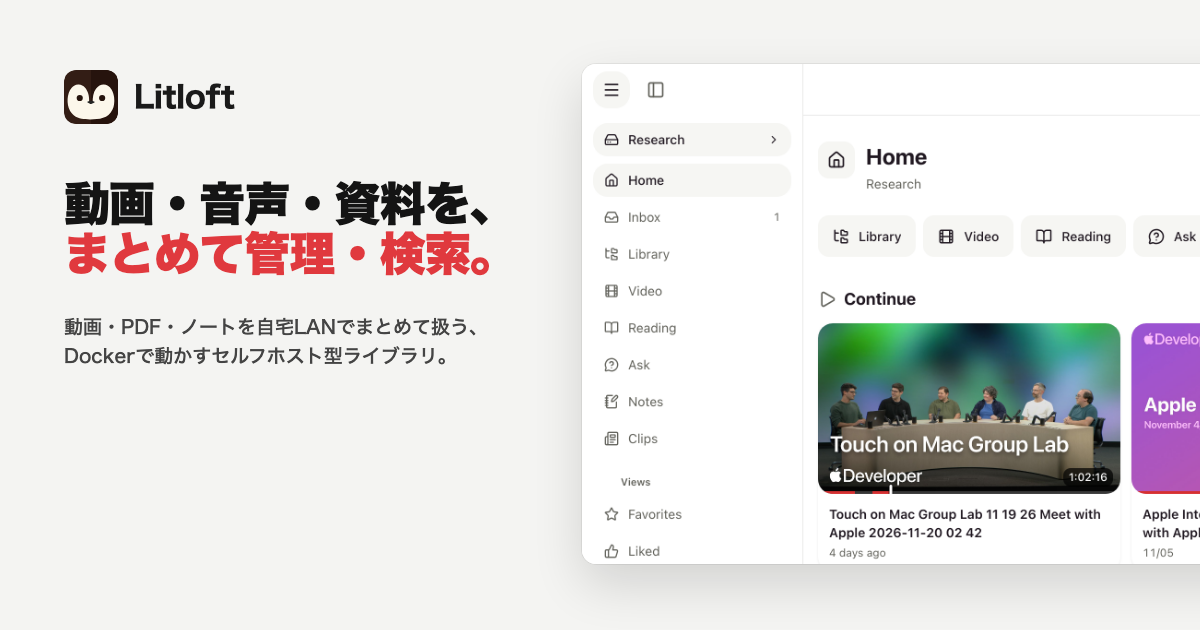 Litloft
動画・音声・資料を、
まとめて管理・検索。
動画・PDF・ノートを自宅LANでまとめて扱う、
Dockerで動かすセルフホスト型ライブラリ。
Research
Home
Inbox 1
Library
Video
Reading
Ask
Notes
Clips
Views
Favorites
Liked
Home
Research
Library
Video
Reading
Ask
Continue
Touch on Mac Group Lab
Developer
1:02:16
Touch on Mac Group Lab 11 19 26 Meet with
Apple 2026-11-20 02 42
4 days ago
Develo
Apple
November 4
Apple Int
with Appl
11/05